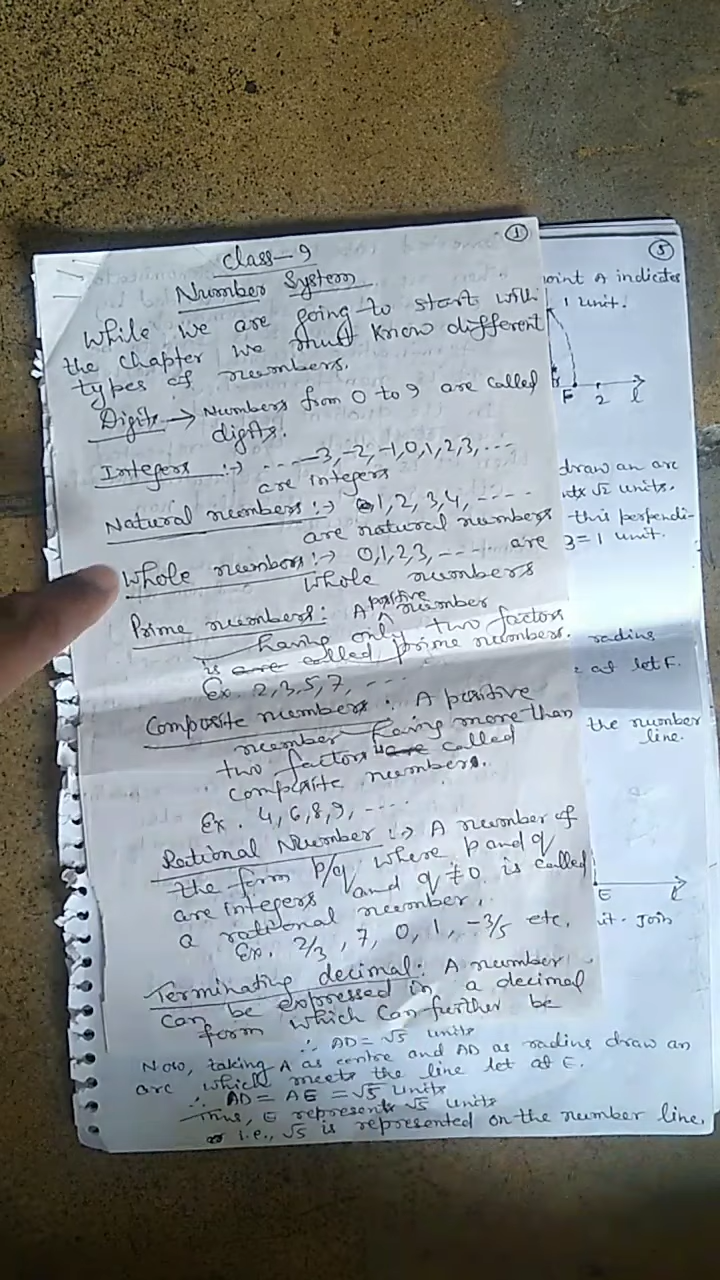 ①
Class-9
Number System
While we are going to start with
the chapter we must know different
types of numbers.
Digits → Numbers from 0 to 9 are called
digits.
Integers :→ ---- -3,-2,-1,0,1,2,3,...
are integers
Natural numbers :→ 1,2,3,4,-----
are natural numbers
Whole numbers :→ 0,1,2,3,----- are
whole numbers
Prime numbers: A positive number
having only two factors
is are called prime numbers.
Ex. 2,3,5,7, ----
Composite numbers: A positive
number having more than
two factors is are called
composite numbers.
Ex. 4,6,8,9, ----
Rational Number :→ A number of
the form p/q where p and q
are integers and q≠0 is called
a rational number.
Ex. 2/3, 7, 0, 1, -3/5 etc.
Terminating decimal: A number
can be expressed in a decimal
form which can further be
⑤
oint A indicates
1 unit.
F 2 l
draw an arc
√2 units.
this perpendi-
3=1 unit.
radius
at let F.
the number
line.
E l
it. Join
∴ AD=√5 units
Now, taking A as centre and AD as radius draw an
arc which meets the line let at E.
∴ AD = AE = √5 units
Thus, E represents √5 units
i.e., √5 is represented on the number line.